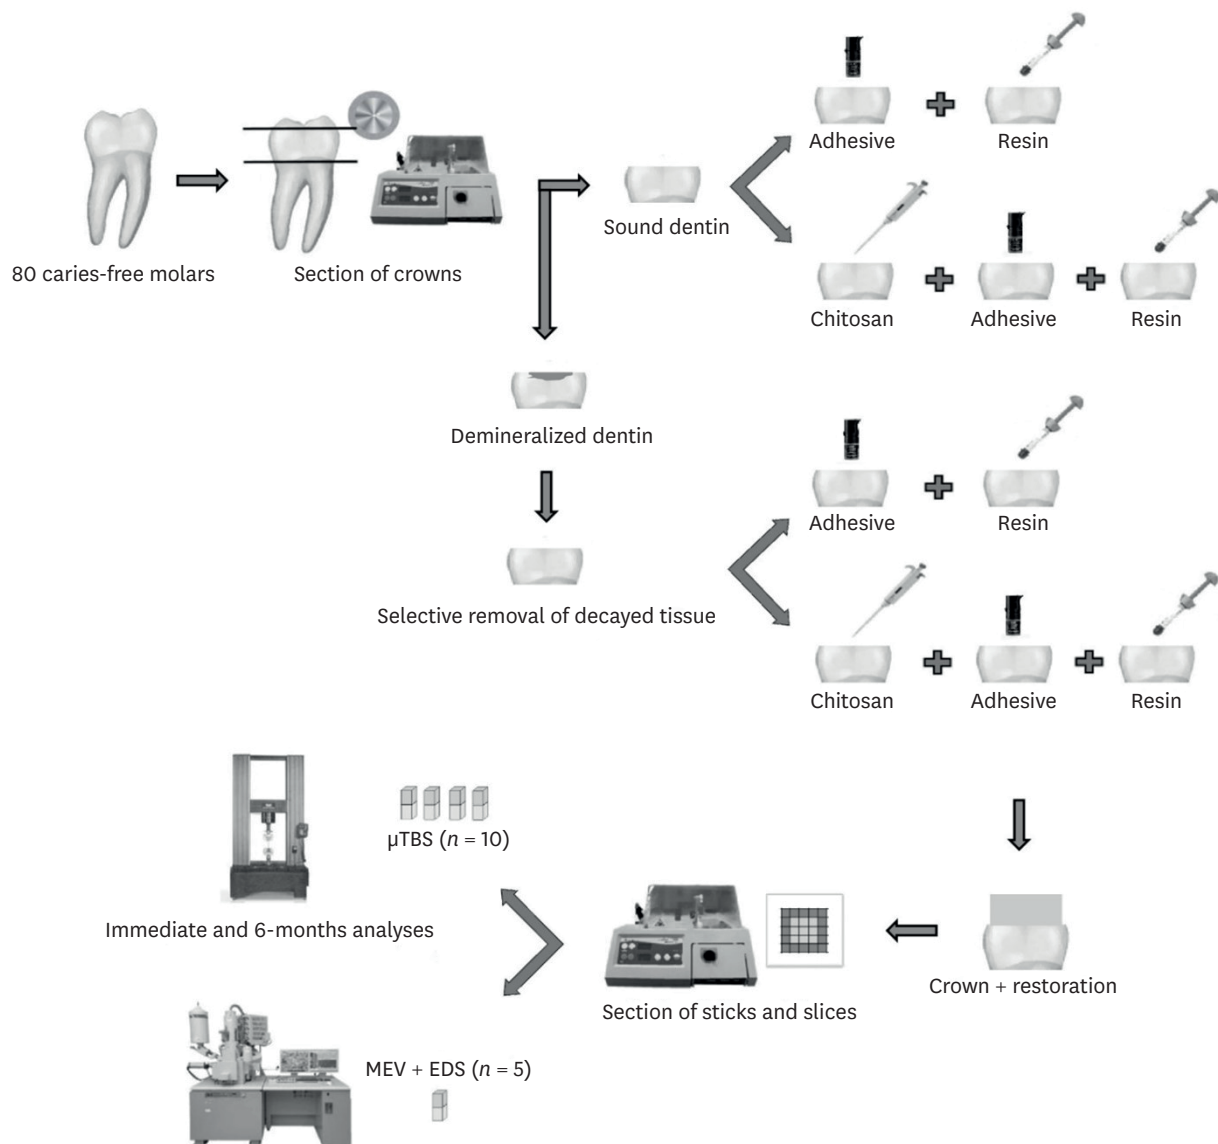 80 caries-free molars
Section of crowns
Sound dentin
Adhesive
Resin
Chitosan
Adhesive
Resin
Demineralized dentin
Selective removal of decayed tissue
Adhesive
Resin
Chitosan
Adhesive
Resin
Crown + restoration
Section of sticks and slices
µTBS (n = 10)
Immediate and 6-months analyses
MEV + EDS (n = 5)